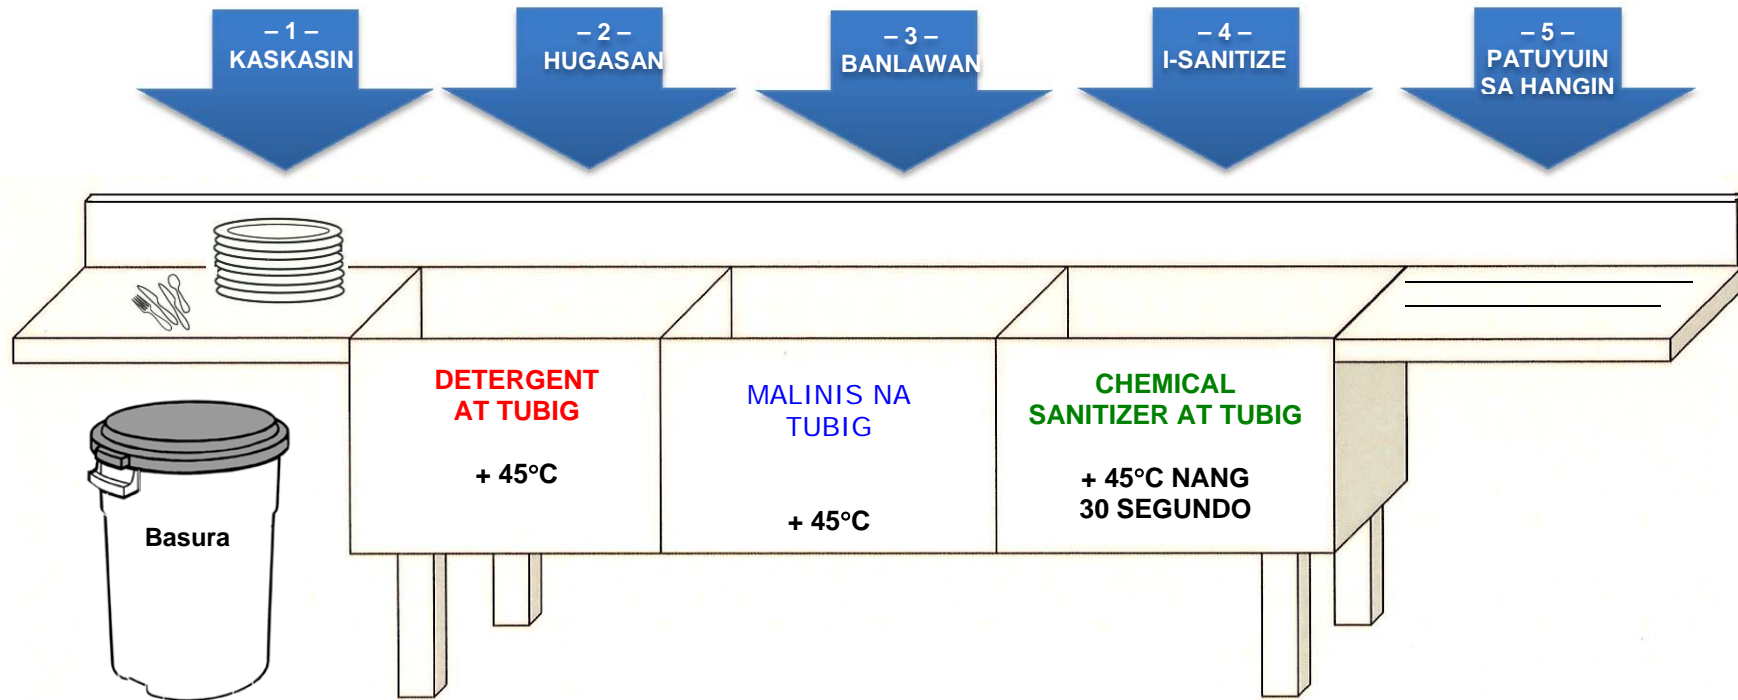 – 1 –
KASKASIN
– 2 –
HUGASAN
– 3 –
BANLAWAN
– 4 –
I-SANITIZE
– 5 –
PATUYUIN
SA HANGIN
DETERGENT
AT TUBIG
+ 45°C
MALINIS NA
TUBIG
+ 45°C
CHEMICAL
SANITIZER AT TUBIG
+ 45°C NANG
30 SEGUNDO
Basura